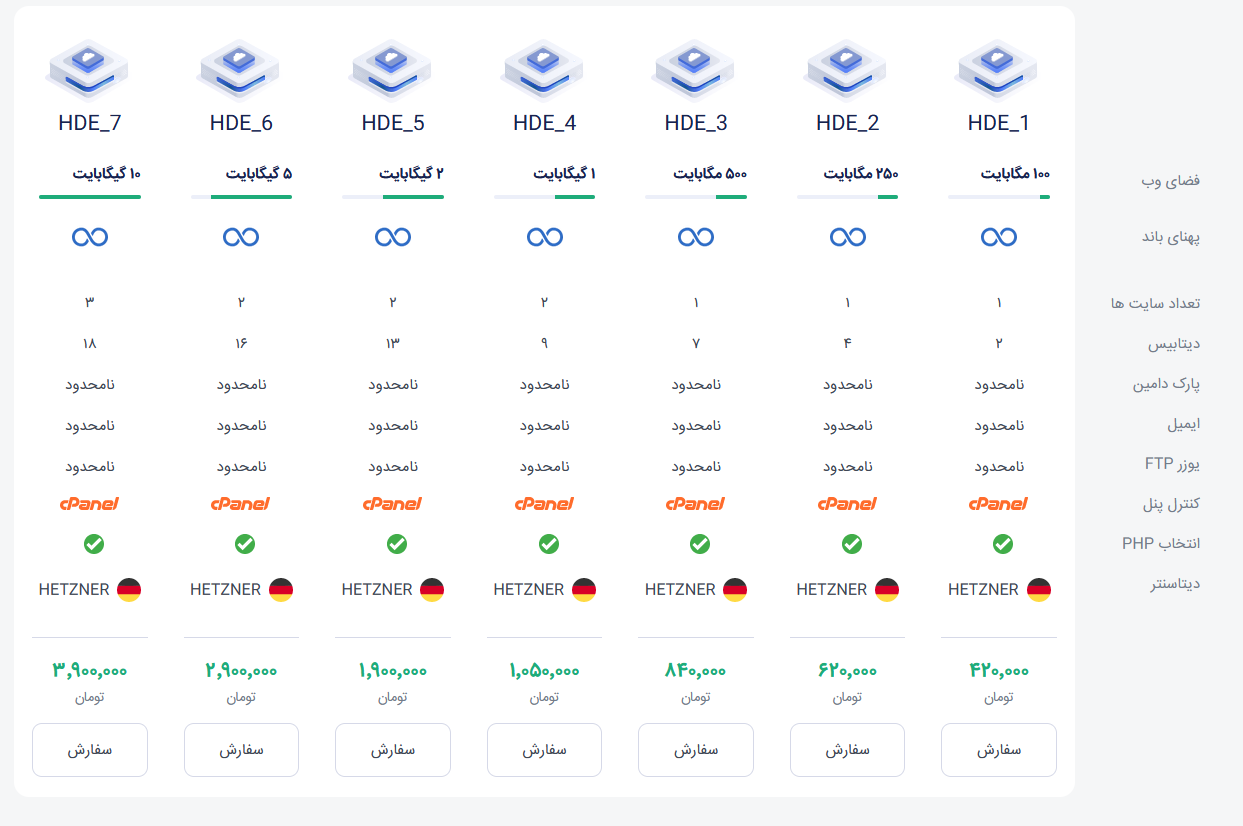 HDE_1 HDE_2 HDE_3 HDE_4 HDE_5 HDE_6 HDE_7
فضای وب ۱۰۰ مگابایت ۲۵۰ مگابایت ۵۰۰ مگابایت ۱ گیگابایت ۲ گیگابایت ۵ گیگابایت ۱۰ گیگابایت
پهنای باند
تعداد سایت ها ۱ ۱ ۱ ۲ ۲ ۲ ۳
دیتابیس ۲ ۴ ۷ ۹ ۱۳ ۱۶ ۱۸
پارک دامین نامحدود نامحدود نامحدود نامحدود نامحدود نامحدود نامحدود
ایمیل نامحدود نامحدود نامحدود نامحدود نامحدود نامحدود نامحدود
یوزر FTP نامحدود نامحدود نامحدود نامحدود نامحدود نامحدود نامحدود
کنترل پنل cPanel cPanel cPanel cPanel cPanel cPanel cPanel
انتخاب PHP
دیتاسنتر HETZNER HETZNER HETZNER HETZNER HETZNER HETZNER HETZNER
۴۲۰,۰۰۰ ۶۲۰,۰۰۰ ۸۴۰,۰۰۰ ۱,۰۵۰,۰۰۰ ۱,۹۰۰,۰۰۰ ۲,۹۰۰,۰۰۰ ۳,۹۰۰,۰۰۰
تومان تومان تومان تومان تومان تومان تومان
سفارش سفارش سفارش سفارش سفارش سفارش سفارش